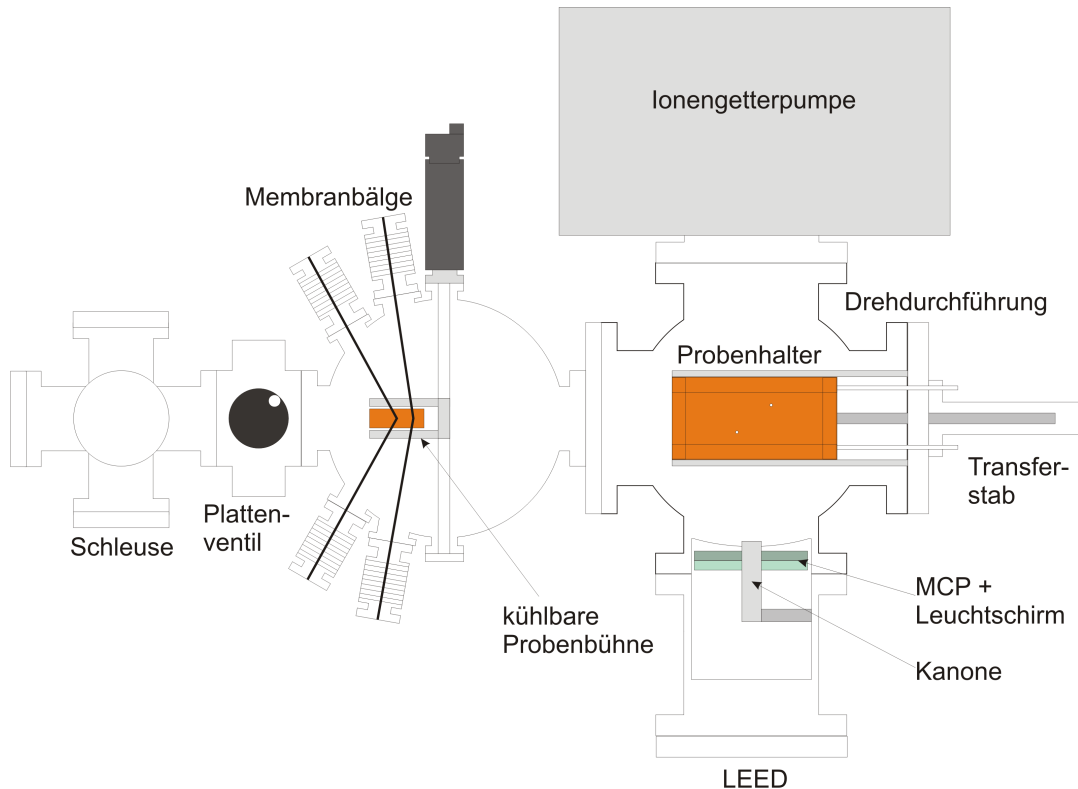 Ionengetterpumpe
Membranbälge
Drehdurchführung
Probenhalter
Transfer-
stab
Platten-
ventil
Schleuse
kühlbare
Probenbühne
MCP +
Leuchtschirm
Kanone
LEED